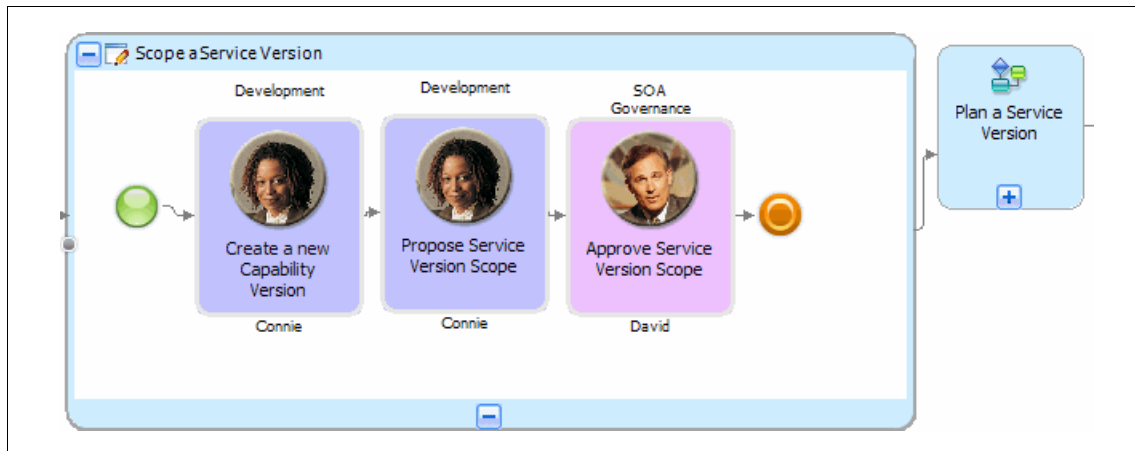 Scope a Service Version
Development
Development
SOA
Governance
Plan a Service
Version
Create a new
Capability
Version
Propose Service
Version Scope
Approve Service
Version Scope
Connie
Connie
David